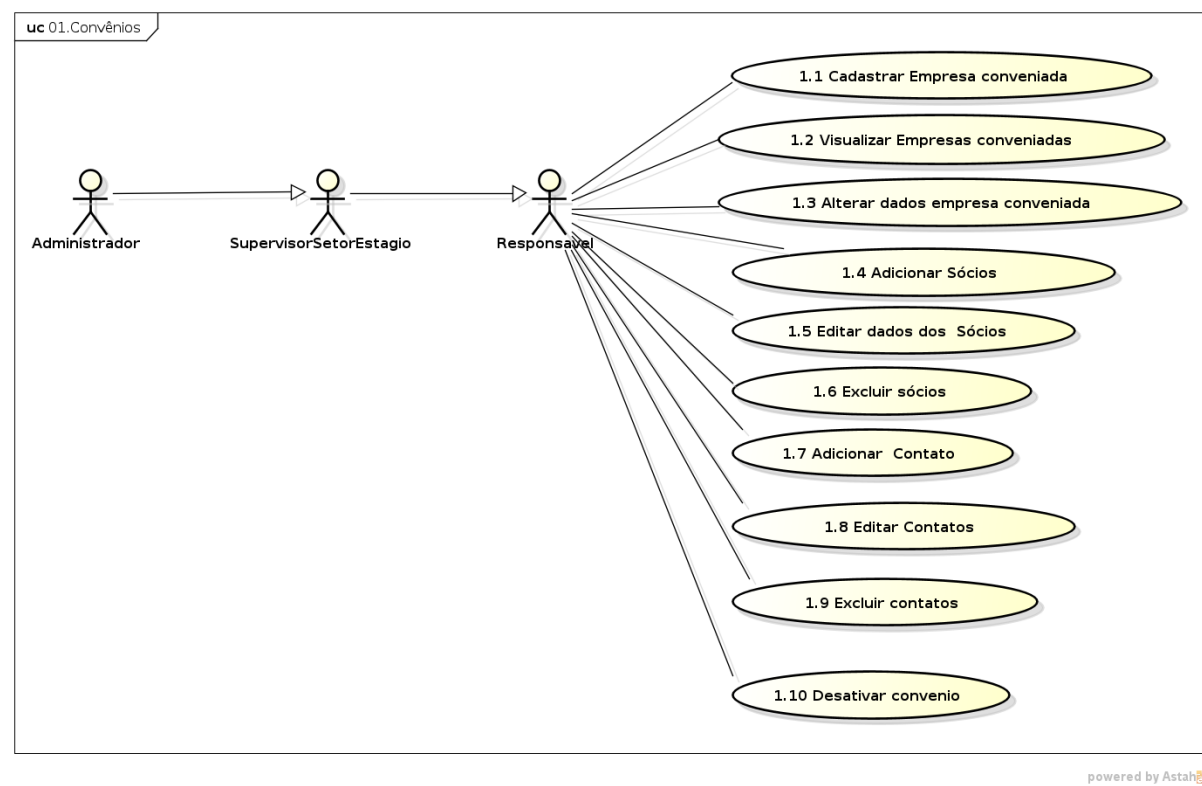 uc 01.Convênios
1.1 Cadastrar Empresa conveniada
1.2 Visualizar Empresas conveniadas
1.3 Alterar dados empresa conveniada
Administrador
SupervisorSetorEstagio
Responsavel
1.4 Adicionar Sócios
1.5 Editar dados dos  Sócios
1.6 Excluir sócios
1.7 Adicionar  Contato
1.8 Editar Contatos
1.9 Excluir contatos
1.10 Desativar convenio
powered by Astah